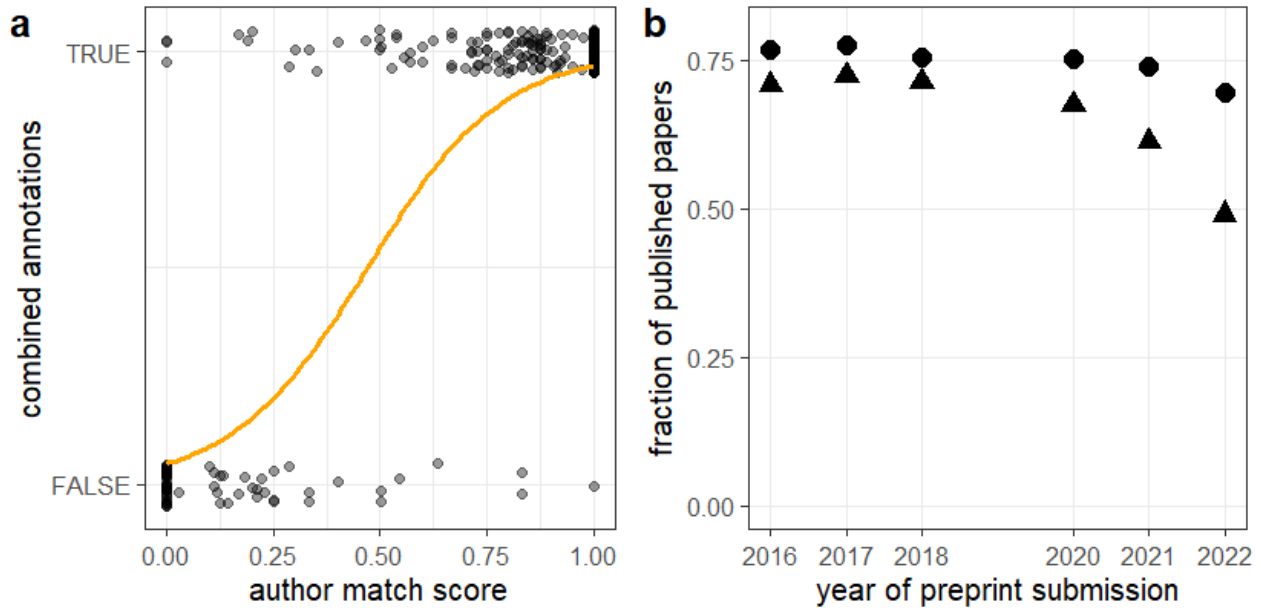 a
combined annotations
TRUE
FALSE
0.00 0.25 0.50 0.75 1.00
author match score
b
fraction of published papers
0.75
0.50
0.25
0.00
2016 2017 2018 2020 2021 2022
year of preprint submission